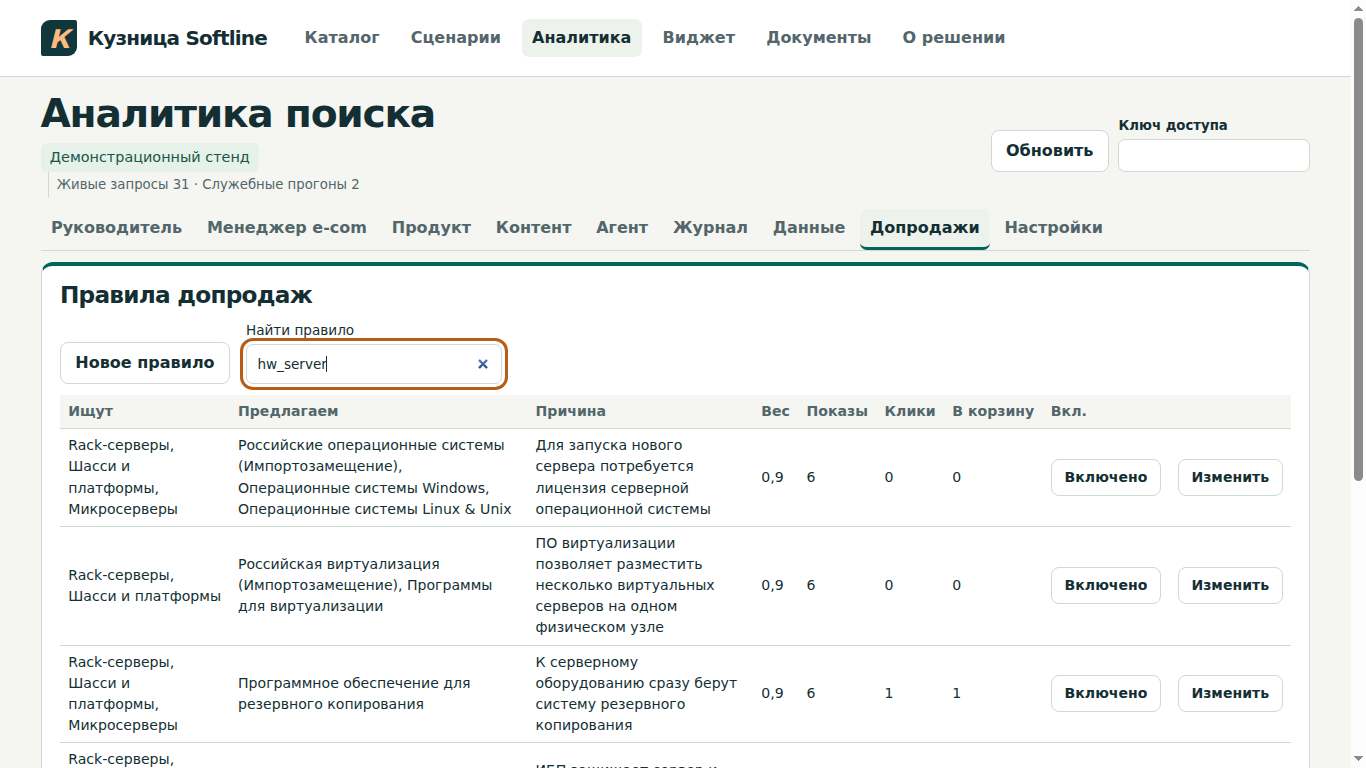 К Кузница Softline Каталог Сценарии Аналитика Виджет Документы О решении
Аналитика поиска
Демонстрационный стенд
Живые запросы 31 · Служебные прогоны 2
Обновить
Ключ доступа
Руководитель Менеджер e-com Продукт Контент Агент Журнал Данные Допродажи Настройки
Правила допродаж
Новое правило
Найти правило
hw_server ×
Ищут Предлагаем Причина Вес Показы Клики В корзину Вкл.
Rack-серверы,
Шасси и
платформы,
Микросерверы
Российские операционные системы
(Импортозамещение),
Операционные системы Windows,
Операционные системы Linux & Unix
Для запуска нового
сервера потребуется
лицензия серверной
операционной системы
0,9 6 0 0 Включено Изменить
Rack-серверы,
Шасси и платформы
Российская виртуализация
(Импортозамещение), Программы
для виртуализации
ПО виртуализации
позволяет разместить
несколько виртуальных
серверов на одном
физическом узле
0,9 6 0 0 Включено Изменить
Rack-серверы,
Шасси и
платформы,
Микросерверы
Программное обеспечение для
резервного копирования
К серверному
оборудованию сразу берут
систему резервного
копирования
0,9 6 1 1 Включено Изменить
Rack-серверы,